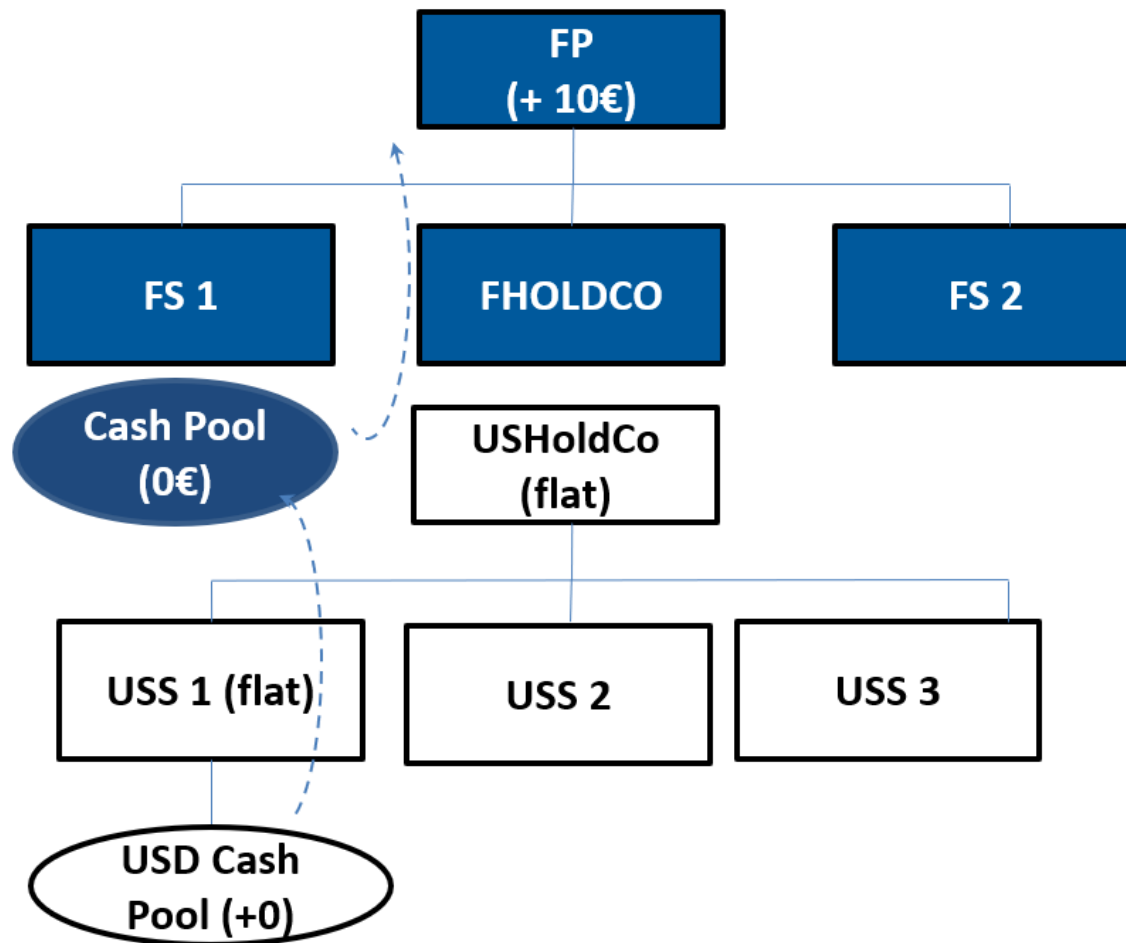 FP
(+ 10€)
FS 1
FHOLDCO
FS 2
Cash Pool
(0€)
USHoldCo
(flat)
USS 1 (flat)
USS 2
USS 3
USD Cash
Pool (+0)